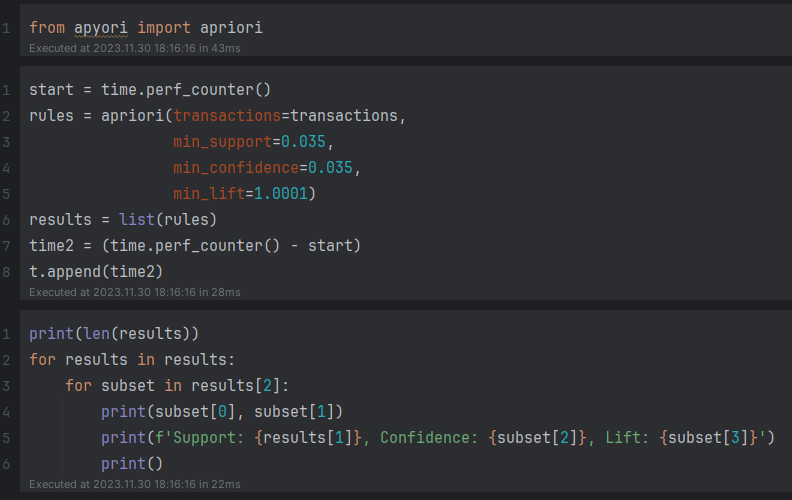 1 from apyori import apriori
Executed at 2023.11.30 18:16:16 in 43ms
1 start = time.perf_counter()
2 rules = apriori(transactions=transactions,
3                 min_support=0.035,
4                 min_confidence=0.035,
5                 min_lift=1.0001)
6 results = list(rules)
7 time2 = (time.perf_counter() - start)
8 t.append(time2)
Executed at 2023.11.30 18:16:16 in 28ms
1 print(len(results))
2 for results in results:
3     for subset in results[2]:
4         print(subset[0], subset[1])
5         print(f'Support: {results[1]}, Confidence: {subset[2]}, Lift: {subset[3]}')
6         print()
Executed at 2023.11.30 18:16:16 in 22ms